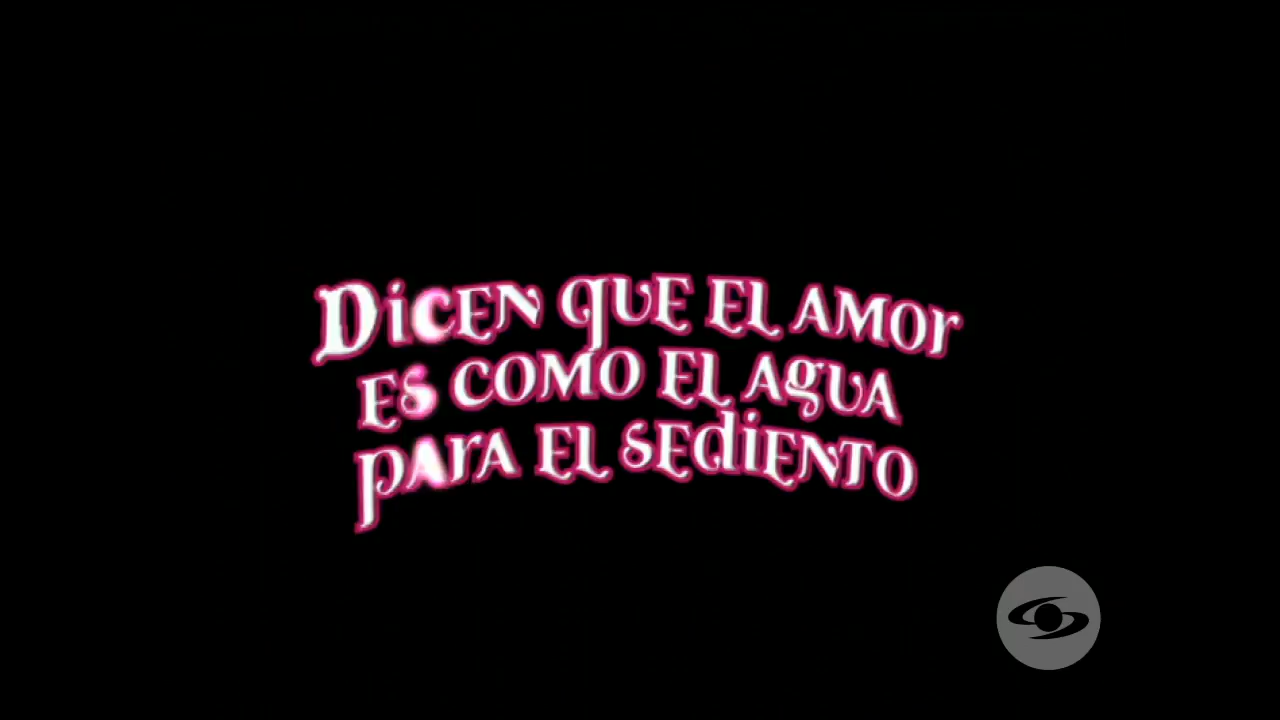 Dicen que el amor
es como el agua
para el sediento